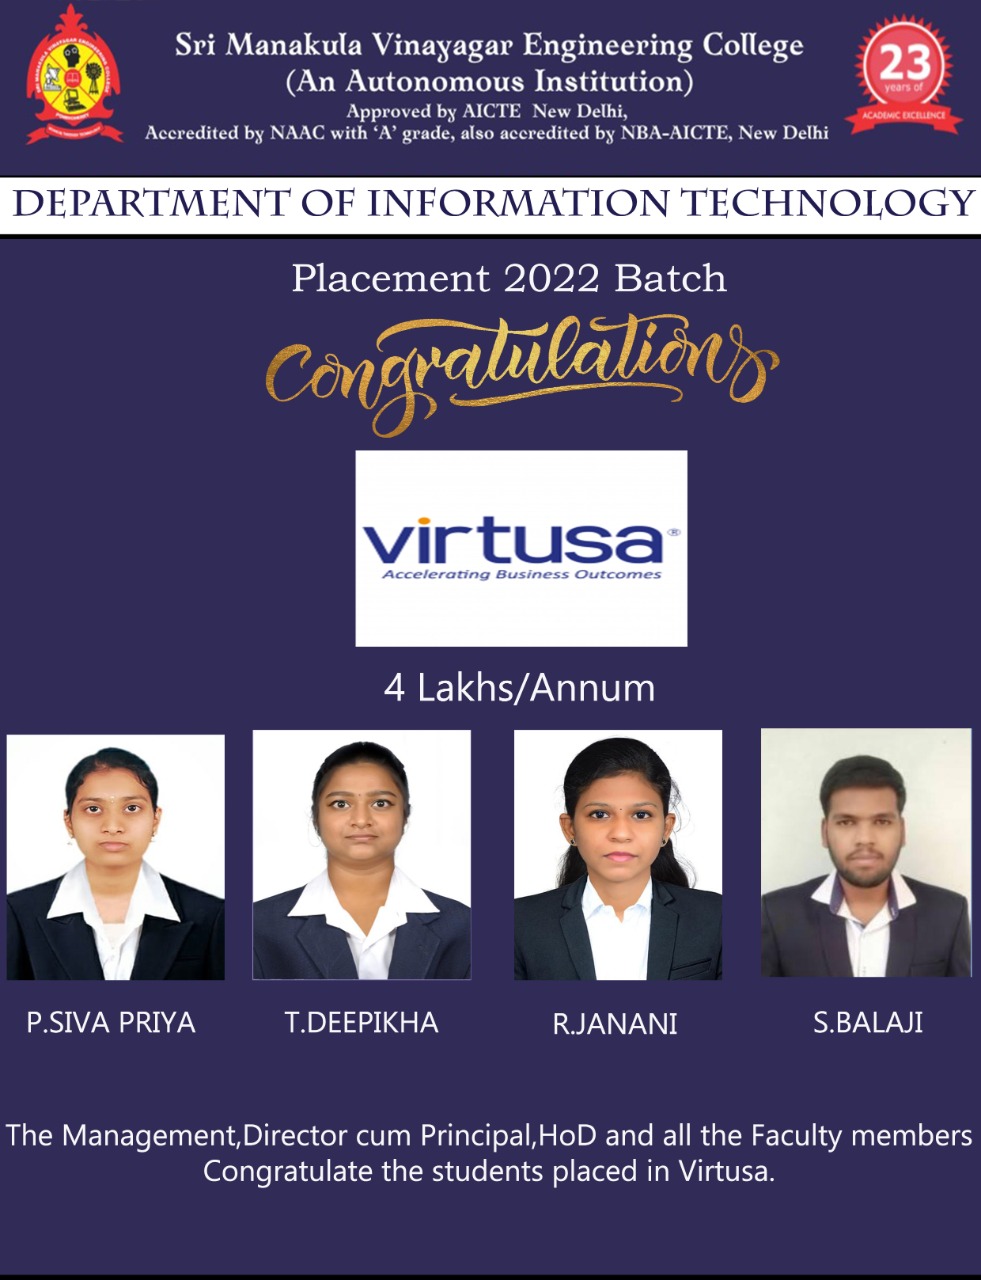 Sri Manakula Vinayagar Engineering College
(An Autonomous Institution)
Approved by AICTE New Delhi,
Accredited by NAAC with ‘A’ grade, also accredited by NBA-AICTE, New Delhi
23
years of
ACADEMIC EXCELLENCE
DEPARTMENT OF INFORMATION TECHNOLOGY
Placement 2022 Batch
Congratulations
virtusa®
Accelerating Business Outcomes
4 Lakhs/Annum
P.SIVA PRIYA
T.DEEPIKHA
R.JANANI
S.BALAJI
The Management,Director cum Principal,HoD and all the Faculty members
Congratulate the students placed in Virtusa.